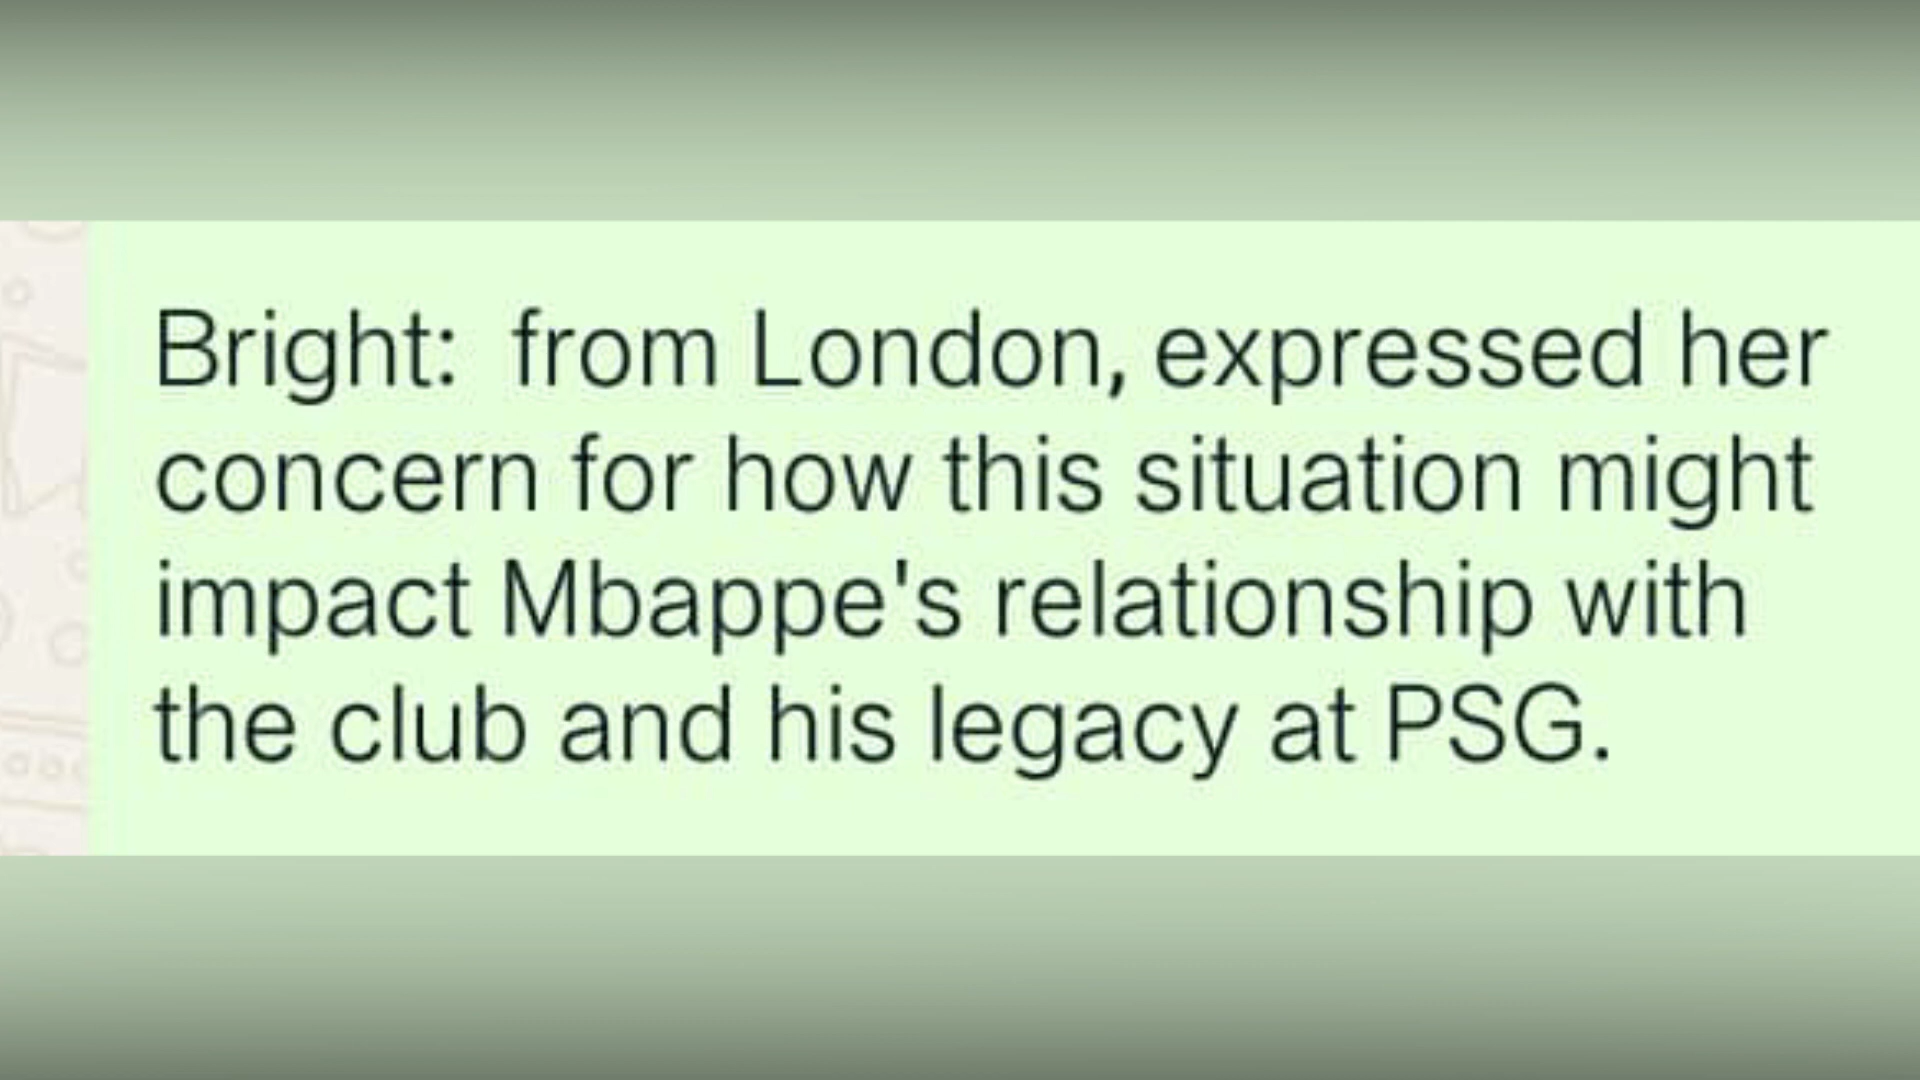 Bright:  from London, expressed her
concern for how this situation might
impact Mbappe's relationship with
the club and his legacy at PSG.